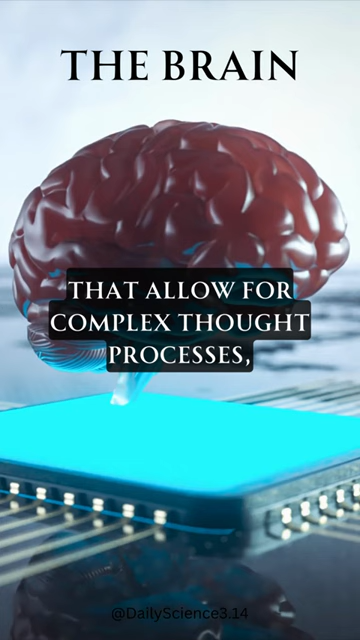 THE BRAIN
THAT ALLOW FOR
COMPLEX THOUGHT
PROCESSES,
@DailyScience3.14